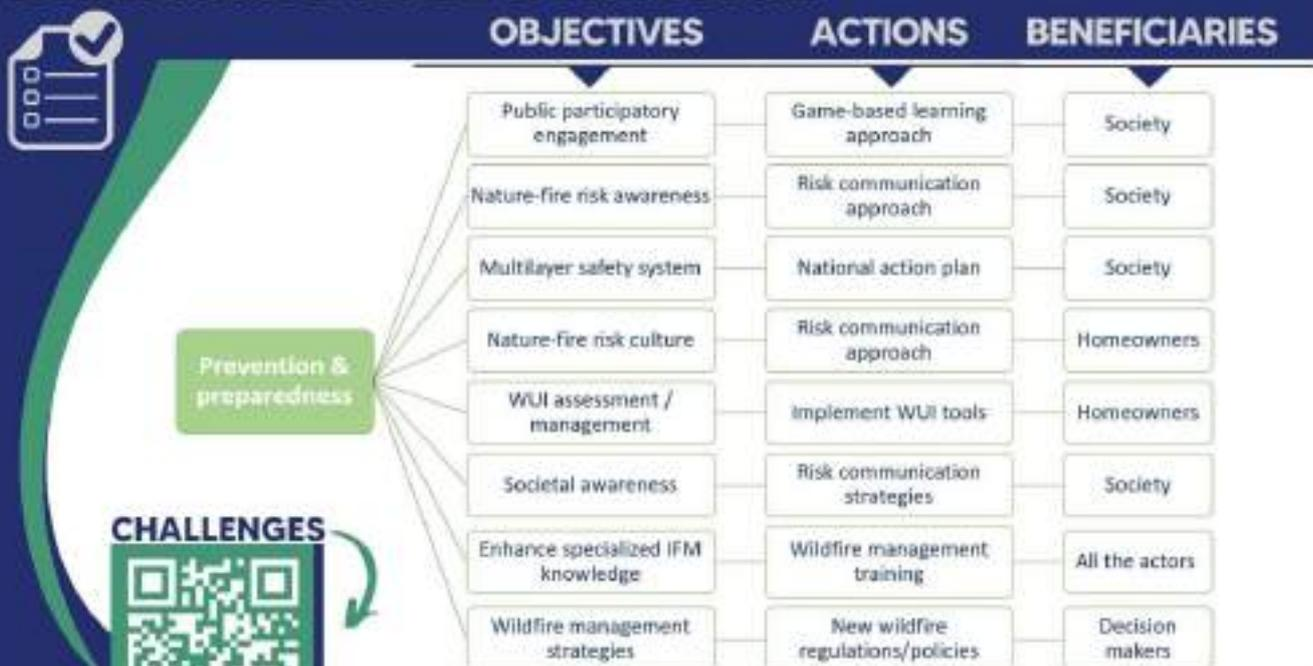 OBJECTIVES ACTIONS BENEFICIARIES
Public participatory
engagement
Game-based learning
approach
Society
Nature-fire risk awareness
Risk communication
approach
Society
Multilayer safety system
National action plan
Society
Prevention &
preparedness
Nature-fire risk culture
Risk communication
approach
Homeowners
WUI assessment /
management
Implement WUI tools
Homeowners
Societal awareness
Risk communication
strategies
Society
CHALLENGES
Enhance specialized IFM
knowledge
Wildfire management
training
All the actors
Wildfire management
strategies
New wildfire
regulations/policies
Decision
makers